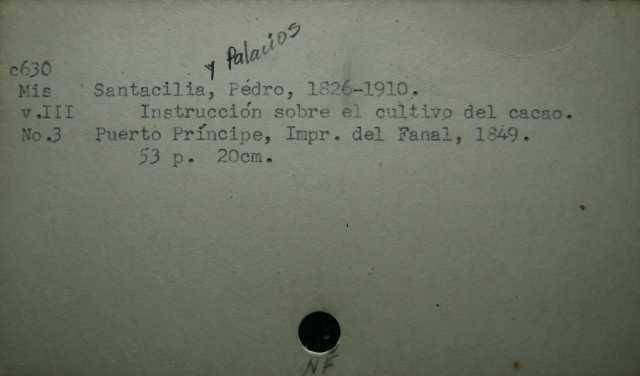 y Palacios
c630
Mis Santacilia, Pédro, 1826-1910.
v.III Instrucción sobre el cultivo del cacao.
No.3 Puerto Príncipe, Impr. del Fanal, 1849.
53 p. 20cm.
NF